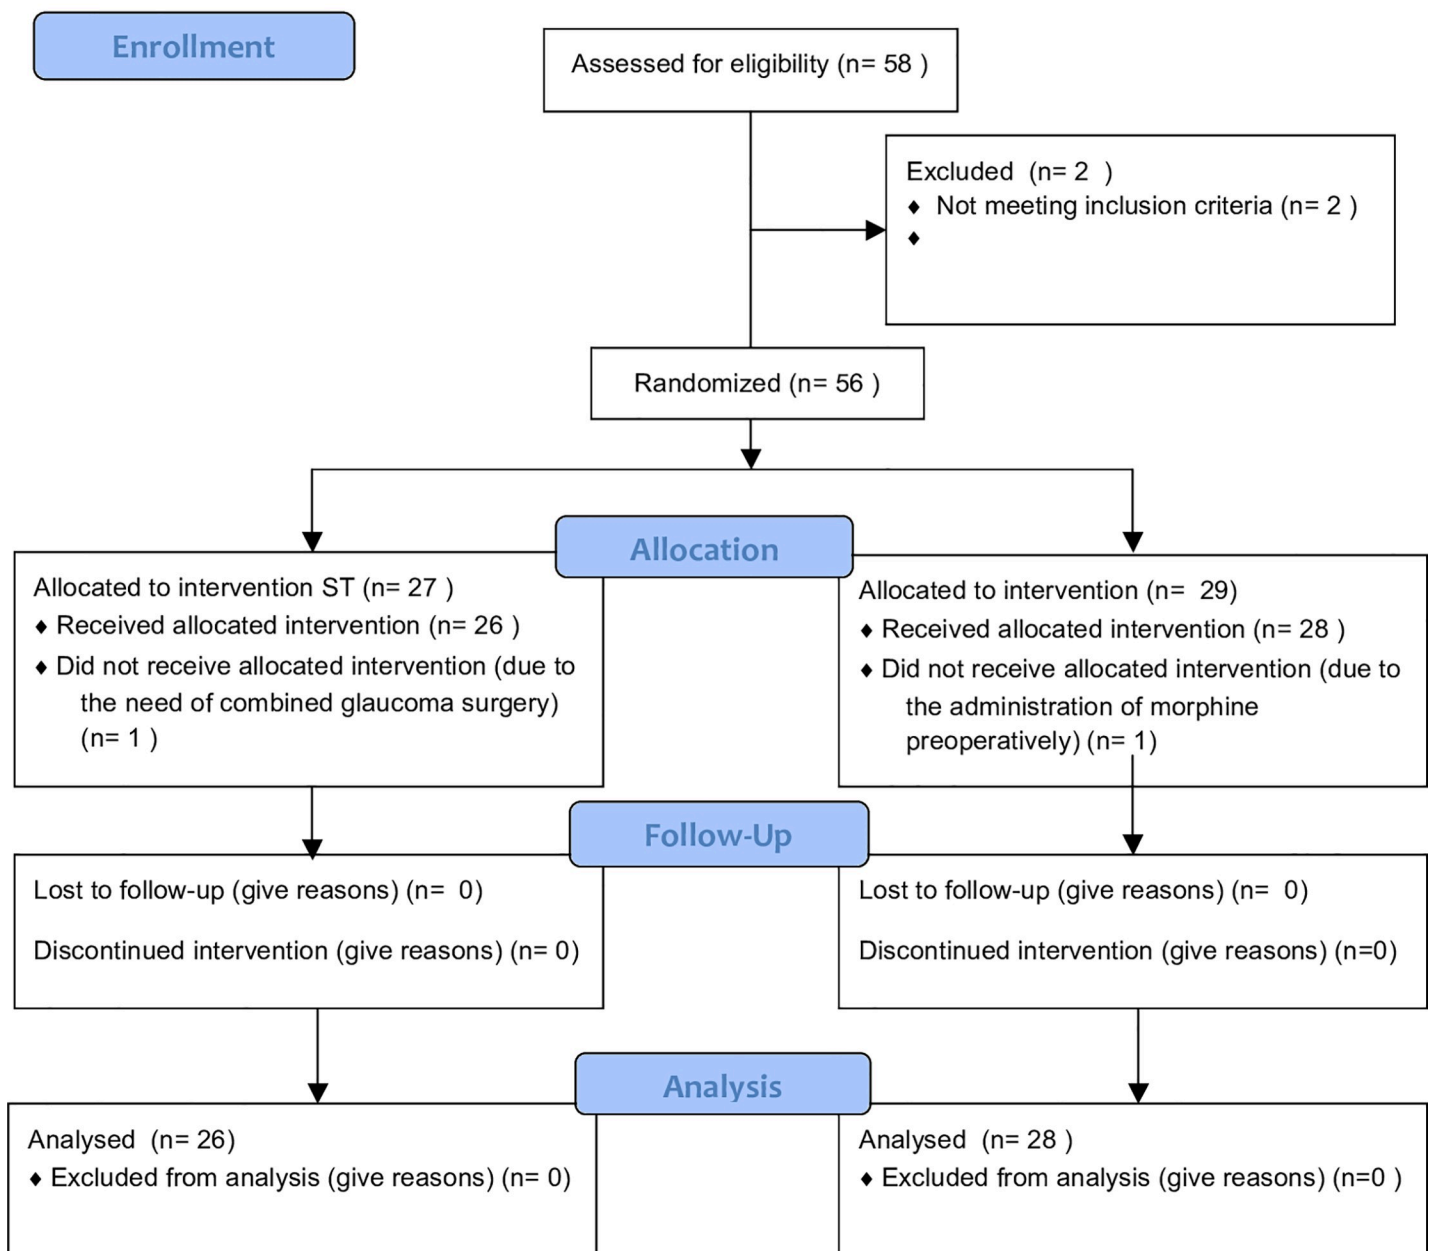 Enrollment
Assessed for eligibility (n= 58 )
Excluded (n= 2 )
♦ Not meeting inclusion criteria (n= 2 )
♦
Randomized (n= 56 )
Allocation
Allocated to intervention ST (n= 27 )
♦ Received allocated intervention (n= 26 )
♦ Did not receive allocated intervention (due to
the need of combined glaucoma surgery)
(n= 1 )
Allocated to intervention (n= 29)
♦ Received allocated intervention (n= 28 )
♦ Did not receive allocated intervention (due to
the administration of morphine
preoperatively) (n= 1)
Follow-Up
Lost to follow-up (give reasons) (n= 0)
Discontinued intervention (give reasons) (n= 0)
Lost to follow-up (give reasons) (n= 0)
Discontinued intervention (give reasons) (n=0)
Analysis
Analysed (n= 26)
♦ Excluded from analysis (give reasons) (n= 0)
Analysed (n= 28 )
♦ Excluded from analysis (give reasons) (n=0 )